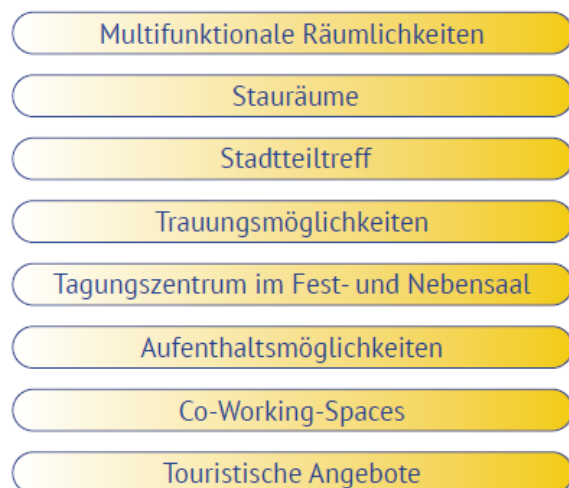 Multifunktionale Räumlichkeiten
Stauräume
Stadtteiltreff
Trauungsmöglichkeiten
Tagungszentrum im Fest- und Nebensaal
Aufenthaltsmöglichkeiten
Co-Working-Spaces
Touristische Angebote